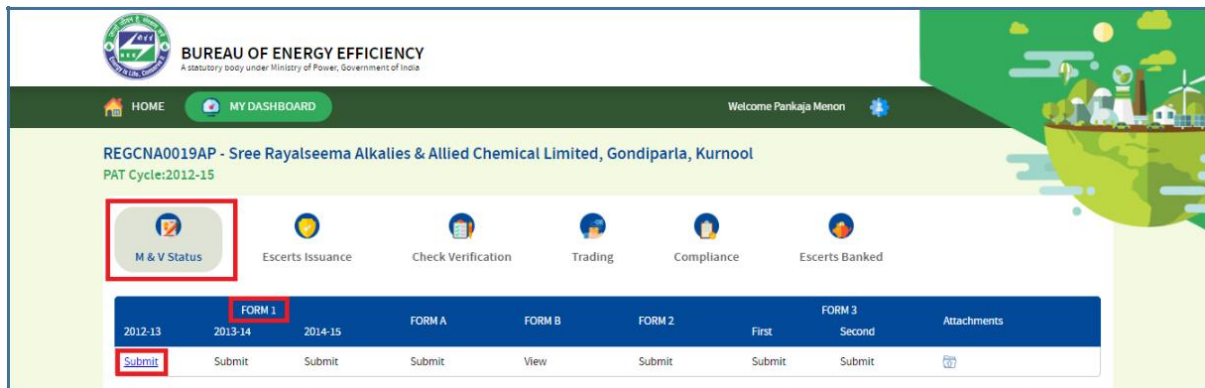 BUREAU OF ENERGY EFFICIENCY
A statutory body under Ministry of Power, Government of India
HOME MY DASHBOARD Welcome Pankaja Menon
REGCNA0019AP - Sree Rayalseema Alkalies & Allied Chemical Limited, Gondiparla, Kurnool
PAT Cycle:2012-15
M & V Status Escerts Issuance Check Verification Trading Compliance Escerts Banked
FORM 1 FORM A FORM B FORM 2 FORM 3 Attachments
2012-13 2013-14 2014-15 First Second
Submit Submit Submit Submit View Submit Submit Submit